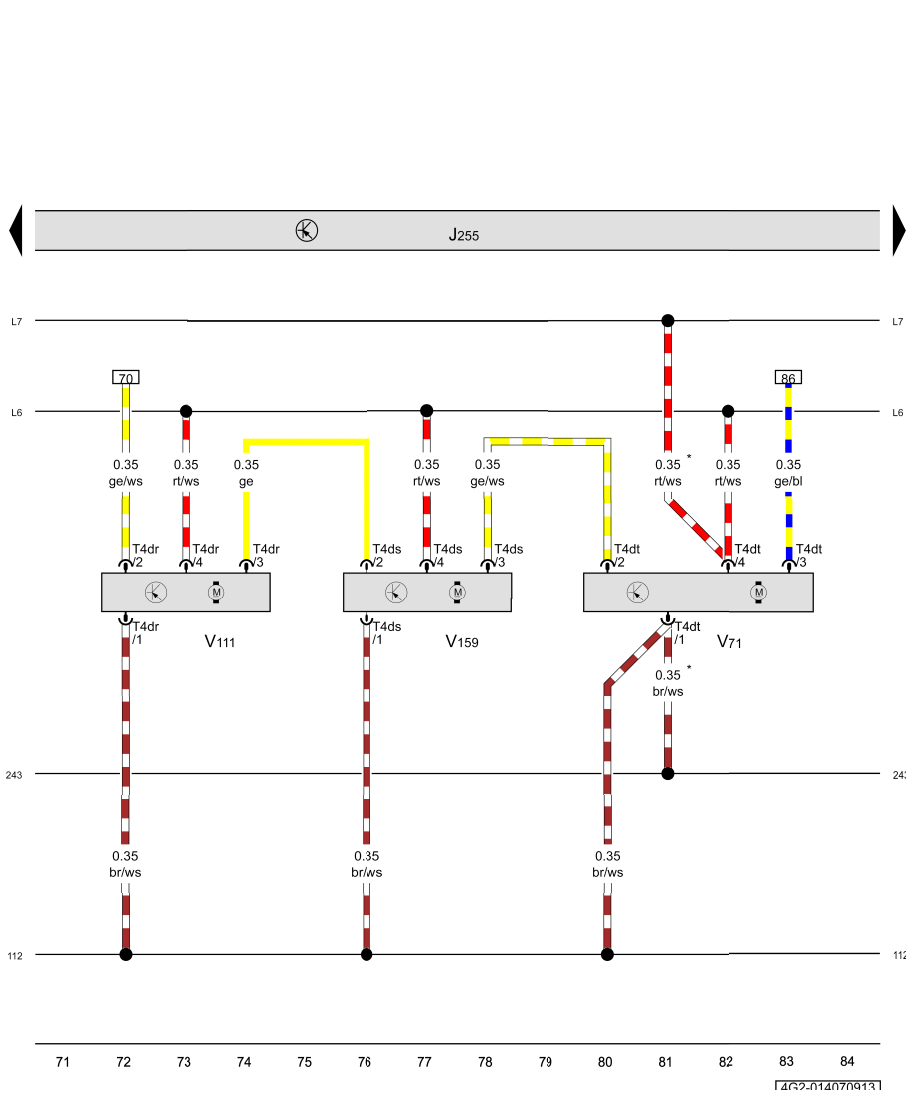 J255
L7 L7
70 86
L6 L6
0.35 0.35 0.35 0.35 0.35 0.35 * 0.35 0.35
ge/ws rt/ws ge rt/ws ge/ws rt/ws rt/ws ge/bl
T4dr T4dr T4dr T4ds T4ds T4ds T4dt T4dt T4dt
/2 /4 /3 /2 /4 /3 /2 /4 /3
M M M
T4dr T4ds T4dt
/1 V111 /1 V159 /1 V71
0.35 *
br/ws
243 243
0.35 0.35 0.35
br/ws br/ws br/ws
112 112
71 72 73 74 75 76 77 78 79 80 81 82 83 84
4G2-014070913